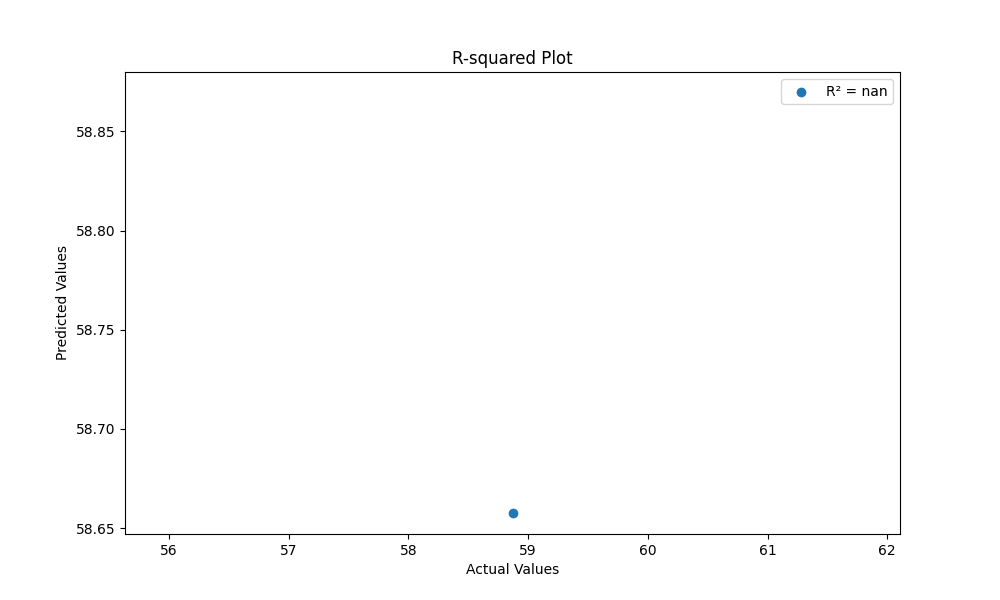 R-squared Plot
R² = nan
58.85
58.80
58.75
58.70
58.65
Predicted Values
56 57 58 59 60 61 62
Actual Values